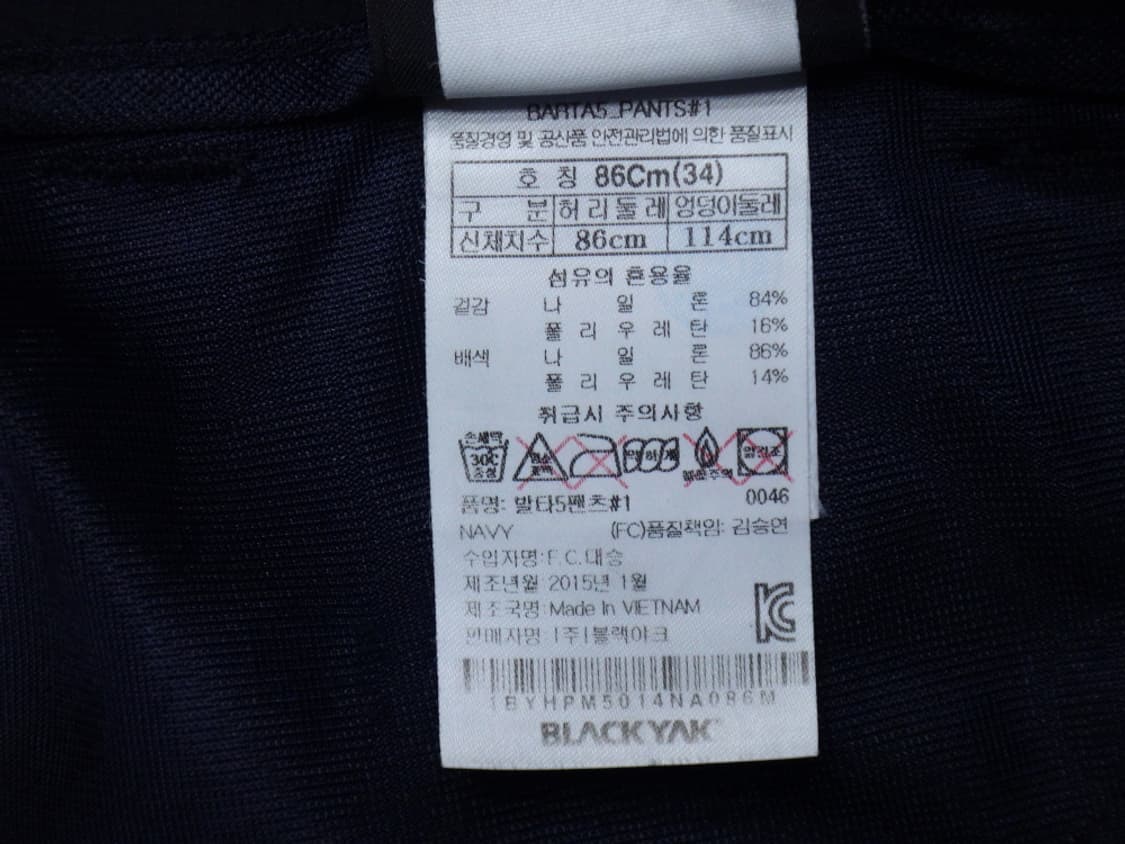 BARTA5_PANTS#1
품질경영 및 공산품 안전관리법에 의한 품질표시
호 칭 86Cm(34)
구 분 허리둘레 엉덩이둘레
신체치수 86cm 114cm
섬유의 혼용율
겉감 나 일 론 84%
폴 리 우 레 탄 16%
배색 나 일 론 86%
폴 리 우 레 탄 14%
취급시 주의사항
손세탁 30℃ 중성 염소 표백 약하게
품명: 발타5팬츠#1 0046
NAVY (FC)품질책임: 김승연
수입자명:F.C.대승
제조년월:2015년 1월
제조국명:Made In VIETNAM
판매자명:(주)블랙야크
1BYHPM5014NA086M
BLACKYAK